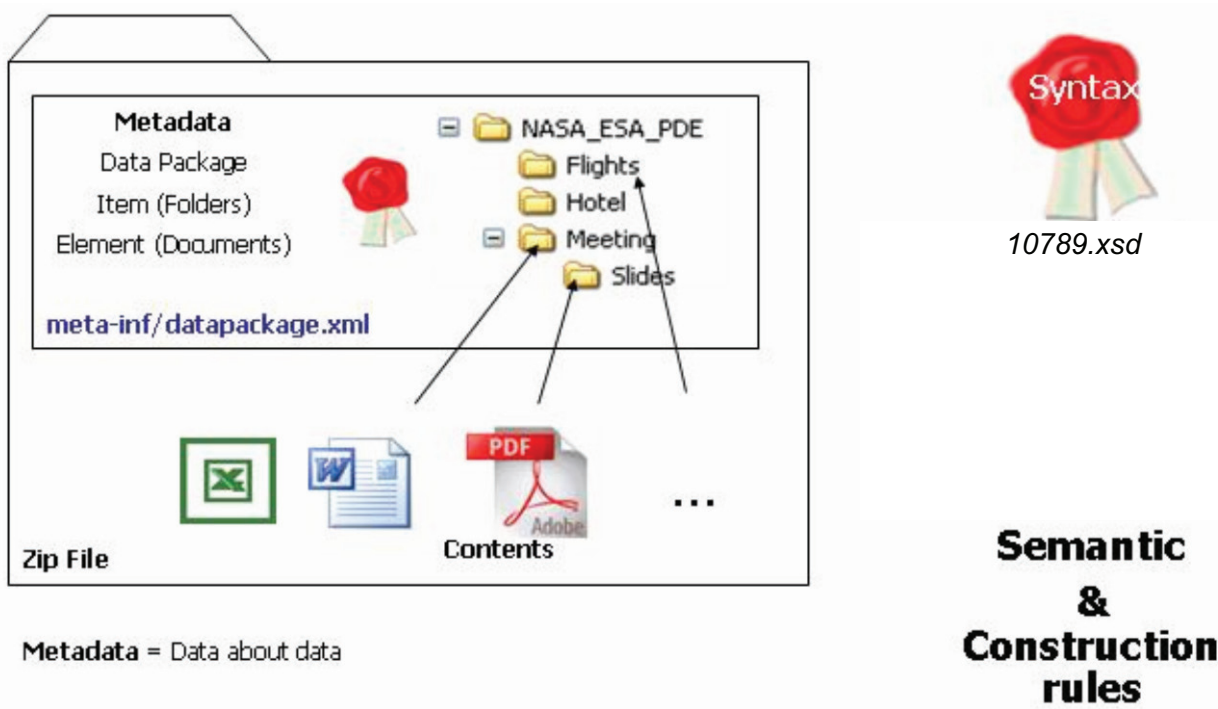 Metadata
Data Package
Item (Folders)
Element (Documents)
meta-inf/datapackage.xml
NASA_ESA_PDE
Flights
Hotel
Meeting
Slides
W
PDF
Adobe
...
Zip File
Contents
Metadata = Data about data
Syntax
10789.xsd
Semantic
&
Construction
rules